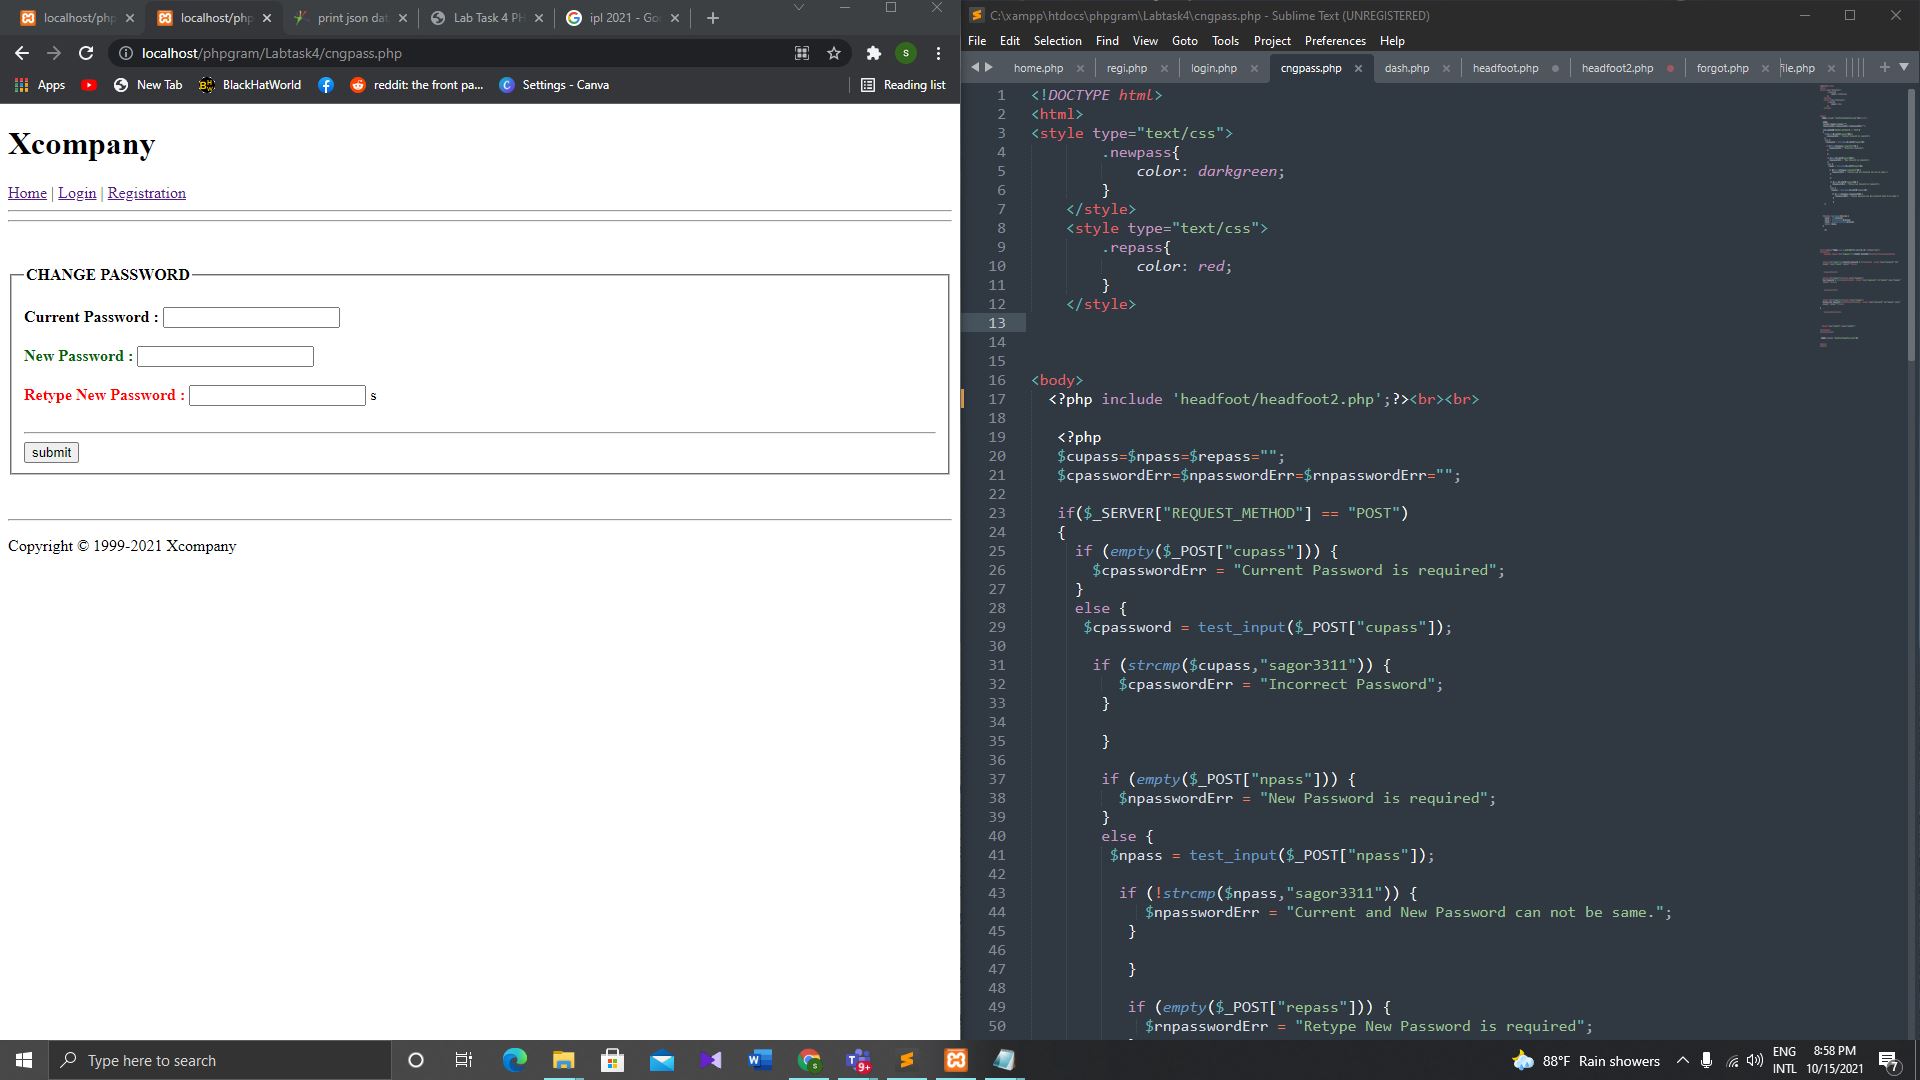 localhost/php
localhost/php
print json dat
Lab Task 4 PH
ipl 2021 - Goo
localhost/phpgram/Labtask4/cngpass.php
S
Apps
New Tab
BlackHatWorld
reddit: the front pa...
Settings - Canva
Reading list
Xcompany
Home | Login | Registration
CHANGE PASSWORD
Current Password :
New Password :
Retype New Password : s
submit
Copyright © 1999-2021 Xcompany
C:\xampp\htdocs\phpgram\Labtask4\cngpass.php - Sublime Text (UNREGISTERED)
File Edit Selection Find View Goto Tools Project Preferences Help
home.php regi.php login.php cngpass.php dash.php headfoot.php headfoot2.php forgot.php file.php
1 <!DOCTYPE html>
2 <html>
3 <style type="text/css">
4 .newpass{
5 color: darkgreen;
6 }
7 </style>
8 <style type="text/css">
9 .repass{
10 color: red;
11 }
12 </style>
13
14
15
16 <body>
17 <?php include 'headfoot/headfoot2.php';?><br><br>
18
19 <?php
20 $cupass=$npass=$repass="";
21 $cpasswordErr=$npasswordErr=$rnpasswordErr="";
22
23 if($_SERVER["REQUEST_METHOD"] == "POST")
24 {
25 if (empty($_POST["cupass"])) {
26 $cpasswordErr = "Current Password is required";
27 }
28 else {
29 $cpassword = test_input($_POST["cupass"]);
30
31 if (strcmp($cupass,"sagor3311")) {
32 $cpasswordErr = "Incorrect Password";
33 }
34
35 }
36
37 if (empty($_POST["npass"])) {
38 $npasswordErr = "New Password is required";
39 }
40 else {
41 $npass = test_input($_POST["npass"]);
42
43 if (!strcmp($npass,"sagor3311")) {
44 $npasswordErr = "Current and New Password can not be same.";
45 }
46
47 }
48
49 if (empty($_POST["repass"])) {
50 $rnpasswordErr = "Retype New Password is required";
Type here to search
9+
88°F Rain showers
ENG
INTL
8:58 PM
10/15/2021
7